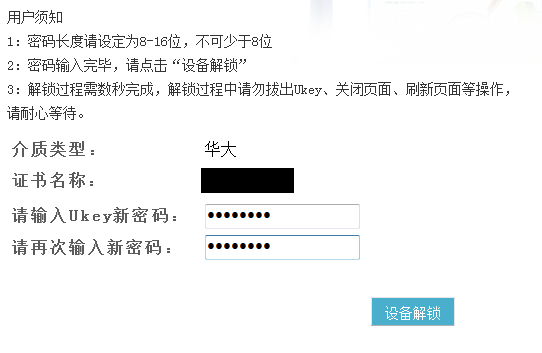 用户须知
1：密码长度请设定为8-16位，不可少于8位
2：密码输入完毕，请点击“设备解锁”
3：解锁过程需数秒完成，解锁过程中请勿拔出Ukey、关闭页面、刷新页面等操作，
请耐心等待。
介质类型： 华大
证书名称：
请输入Ukey新密码： ●●●●●●●●
请再次输入新密码： ●●●●●●●●
设备解锁